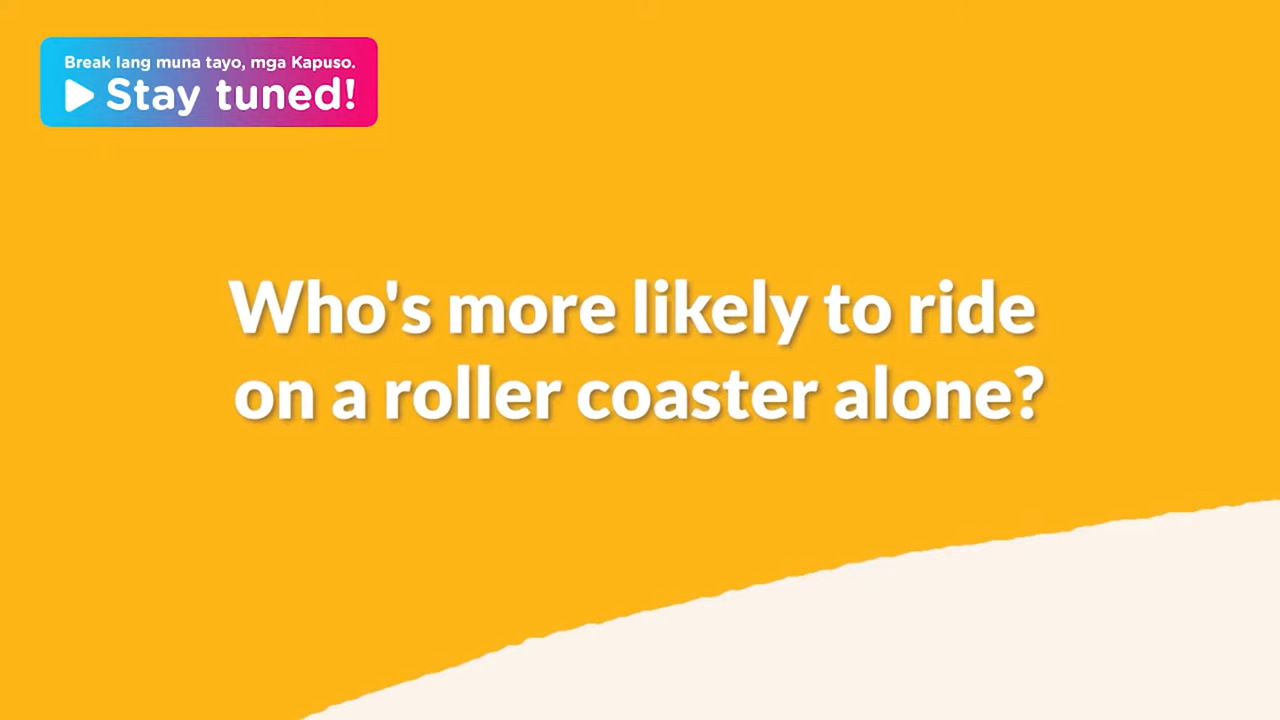 Break lang muna tayo, mga Kapuso.
Stay tuned!
Who's more likely to ride
on a roller coaster alone?